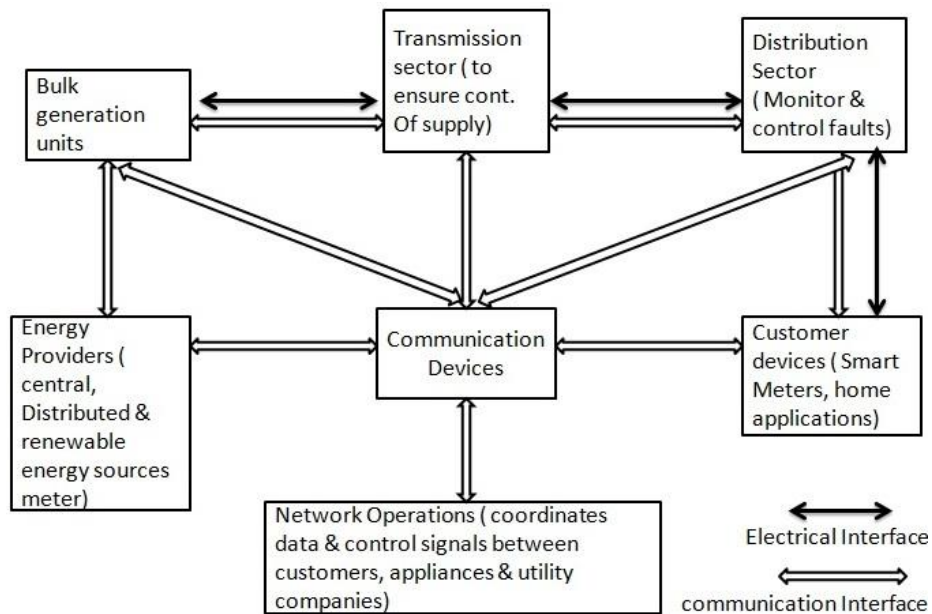 Bulk
generation
units
Transmission
sector ( to
ensure cont.
Of supply)
Distribution
Sector
( Monitor &
control faults)
Energy
Providers (
central,
Distributed &
renewable
energy sources
meter)
Communication
Devices
Customer
devices ( Smart
Meters, home
applications)
Network Operations ( coordinates
data & control signals between
customers, appliances & utility
companies)
Electrical Interface
communication Interface